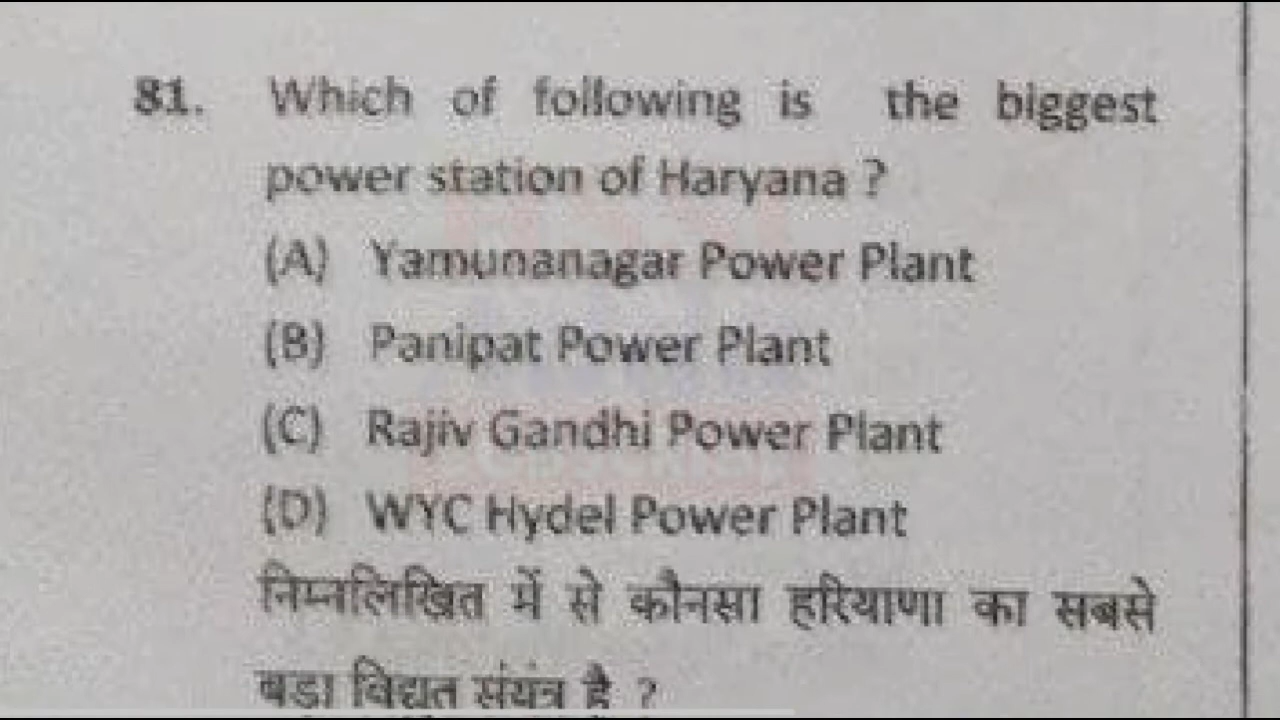 81. Which of following is the biggest
power station of Haryana ?
(A) Yamunanagar Power Plant
(B) Panipat Power Plant
(C) Rajiv Gandhi Power Plant
(D) WYC Hydel Power Plant
निम्नलिखित में से कौनसा हरियाणा का सबसे
बड़ा विद्युत संयंत्र है ?